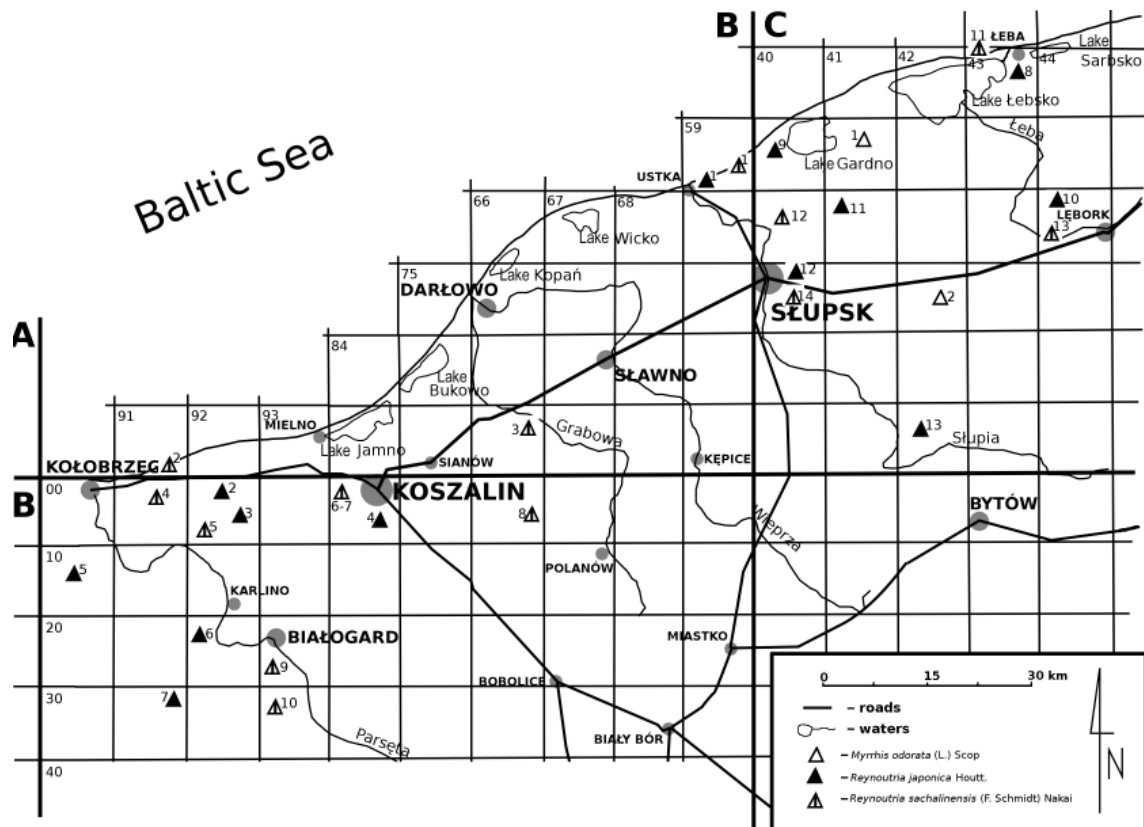 B C
11 ŁEBA
Lake
Sarbsko
40 41 42 43 44
8
Lake Łebsko
59
Łeba
9
1
Lake Gardno
1
1
USTKA
10
66 67 68
12
11
LĘBORK
13
Lake Wicko
75
Lake Kopań
12
DARŁOWO
14
2
SŁUPSK
Baltic Sea
A
84
SŁAWNO
Lake
Bukowo
91 92 93
MIELNO
3
Grabowa
13
Słupia
Lake Jamno
2
KOŁOBRZEG
SIANÓW
KĘPICE
00
4
2
6-7
KOSZALIN
BYTÓW
B
3
4
8
5
Wieprza
10
5
POLANÓW
KARLINO
20
6
BIAŁOGARD
MIASTKO
9
BOBOLICE
30
7
10
0 15 30 km
BIAŁY BÓR
– roads
Parsęta
– waters
40
– Myrrhis odorata (L.) Scop
N
– Reynoutria japonica Houtt.
– Reynoutria sachalinensis (F. Schmidt) Nakai